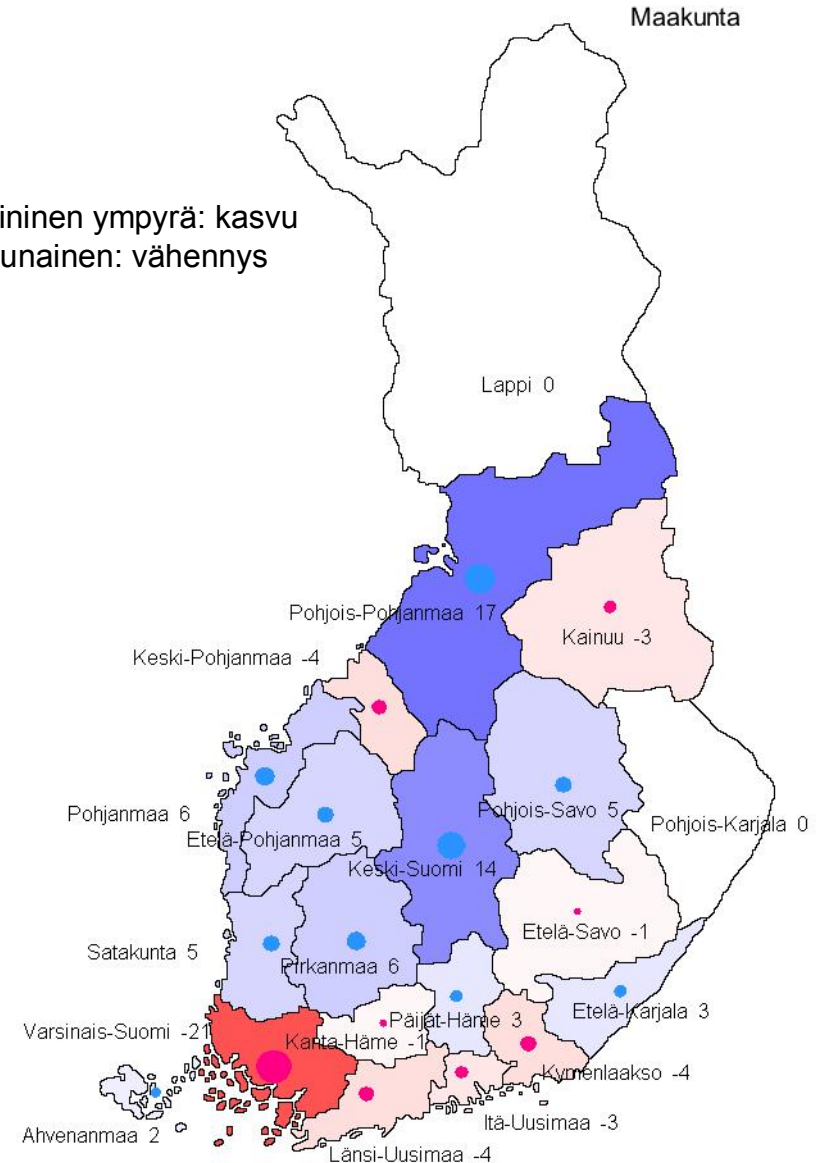 Maakunta
ininen ympyrä: kasvu
unainen: vähennys
Lappi 0
Pohjois-Pohjanmaa 17
Kainuu -3
Keski-Pohjanmaa -4
Pohjanmaa 6
Etelä-Pohjanmaa 5
Pohjois-Savo 5
Pohjois-Karjala 0
Keski-Suomi 14
Etelä-Savo -1
Satakunta 5
Pirkanmaa 6
Etelä-Karjala 3
Päijät-Häme 3
Varsinais-Suomi -21
Kanta-Häme -1
Kymenlaakso -4
Itä-Uusimaa -3
Ahvenanmaa 2
Länsi-Uusimaa -4